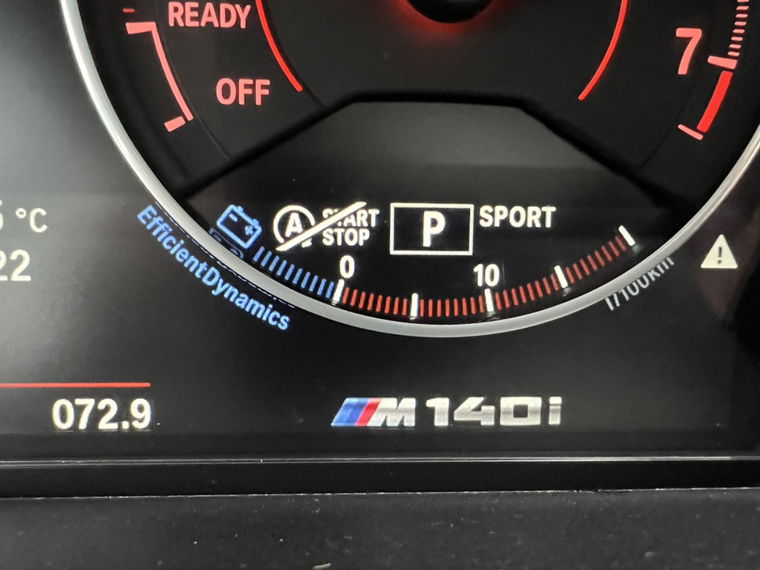 READY
OFF
7
°C
22
A START STOP
P
SPORT
0
10
EfficientDynamics
l/100km
072.9
M140i